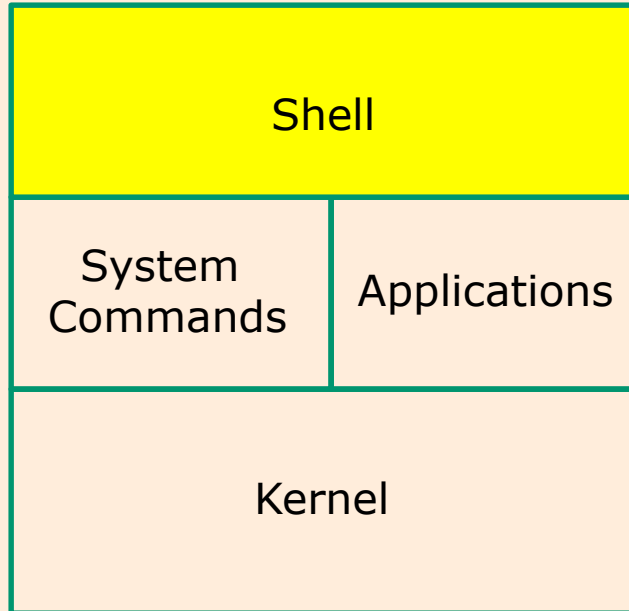 Shell
System
Commands
Applications
Kernel